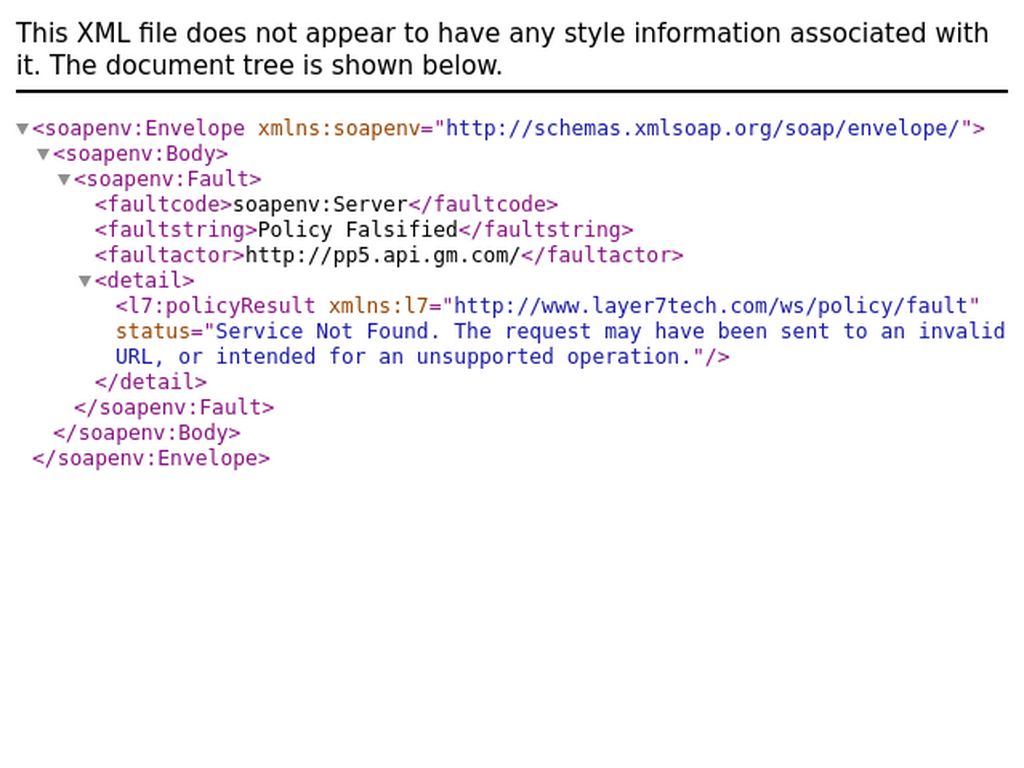 This XML file does not appear to have any style information associated with
it. The document tree is shown below.
▼<soapenv:Envelope xmlns:soapenv="http://schemas.xmlsoap.org/soap/envelope/">
▼<soapenv:Body>
▼<soapenv:Fault>
<faultcode>soapenv:Server</faultcode>
<faultstring>Policy Falsified</faultstring>
<faultactor>http://pp5.api.gm.com/</faultactor>
▼<detail>
<l7:policyResult xmlns:l7="http://www.layer7tech.com/ws/policy/fault"
status="Service Not Found. The request may have been sent to an invalid
URL, or intended for an unsupported operation."/>
</detail>
</soapenv:Fault>
</soapenv:Body>
</soapenv:Envelope>